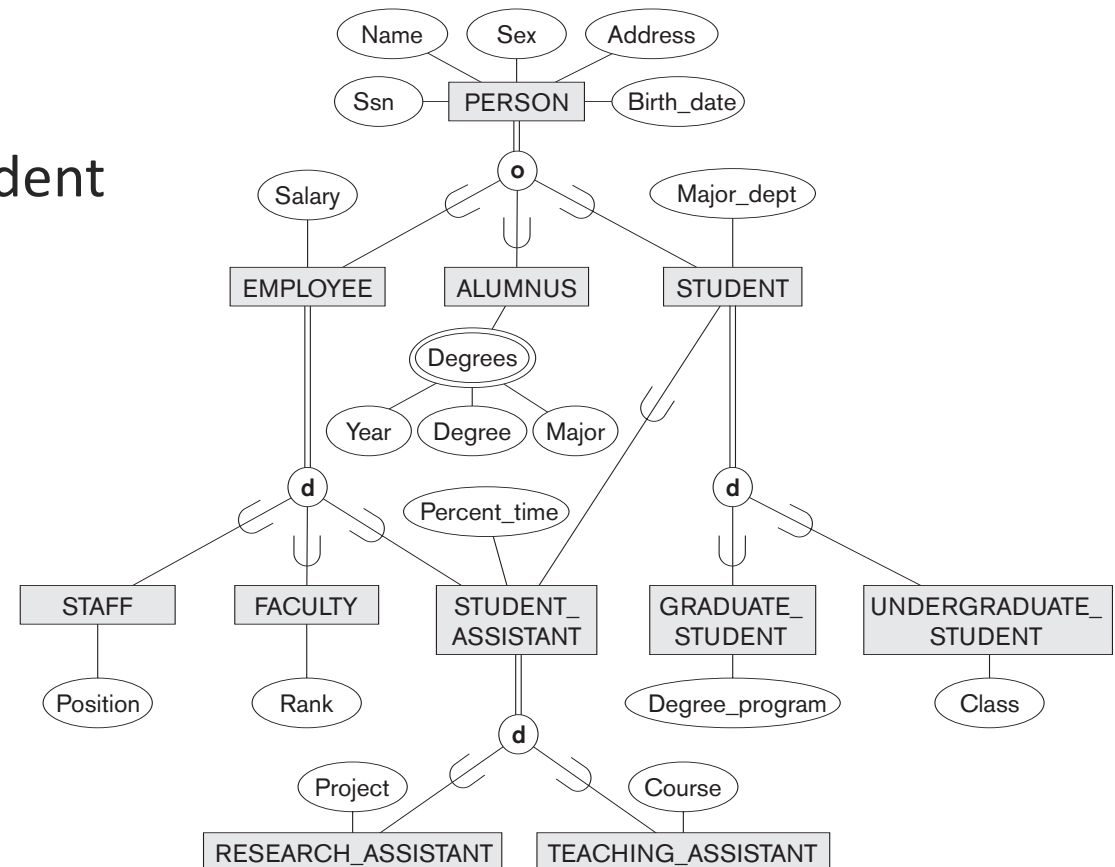 Name
Sex
Address
Ssn
PERSON
Birth_date
dent
o
Salary
Major_dept
EMPLOYEE
ALUMNUS
STUDENT
Degrees
Year
Degree
Major
d
d
Percent_time
STAFF
FACULTY
STUDENT_
ASSISTANT
GRADUATE_
STUDENT
UNDERGRADUATE_
STUDENT
Position
Rank
Degree_program
Class
d
Project
Course
RESEARCH_ASSISTANT
TEACHING_ASSISTANT